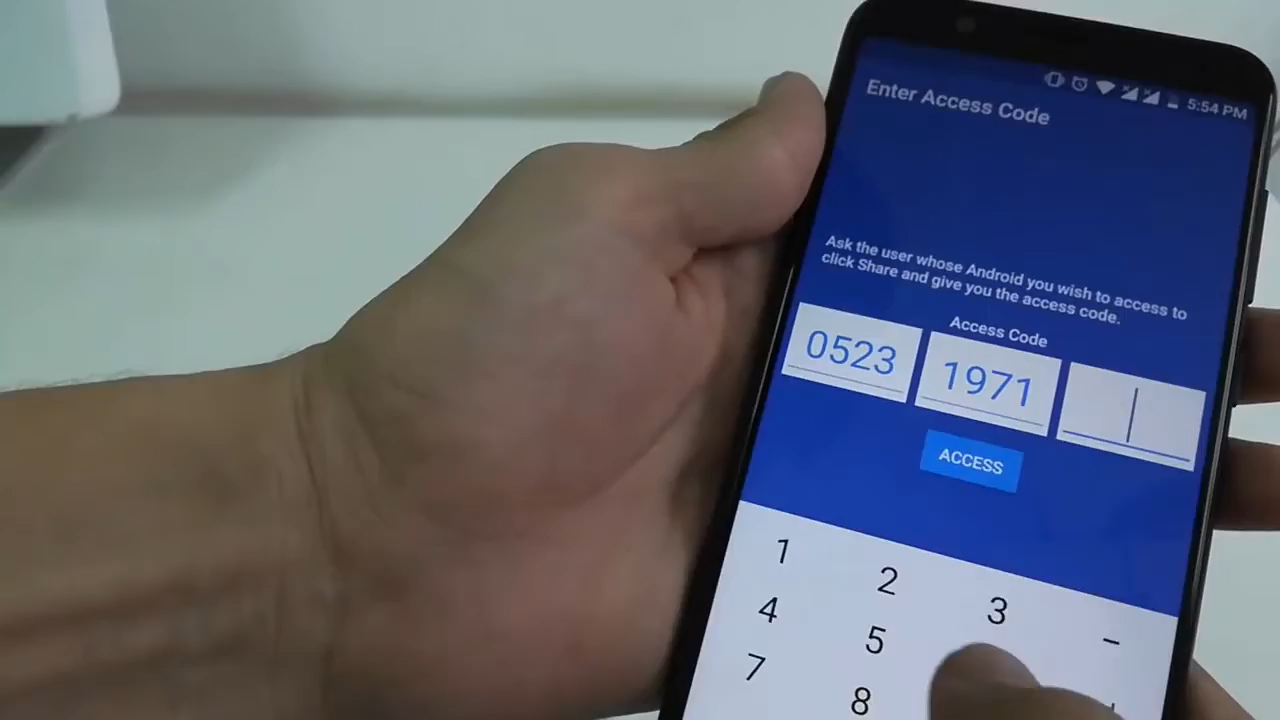 5:54 PM
Enter Access Code
Ask the user whose Android you wish to access to
click Share and give you the access code.
Access Code
0523 1971
ACCESS
1 2 3 -
4 5
7 8